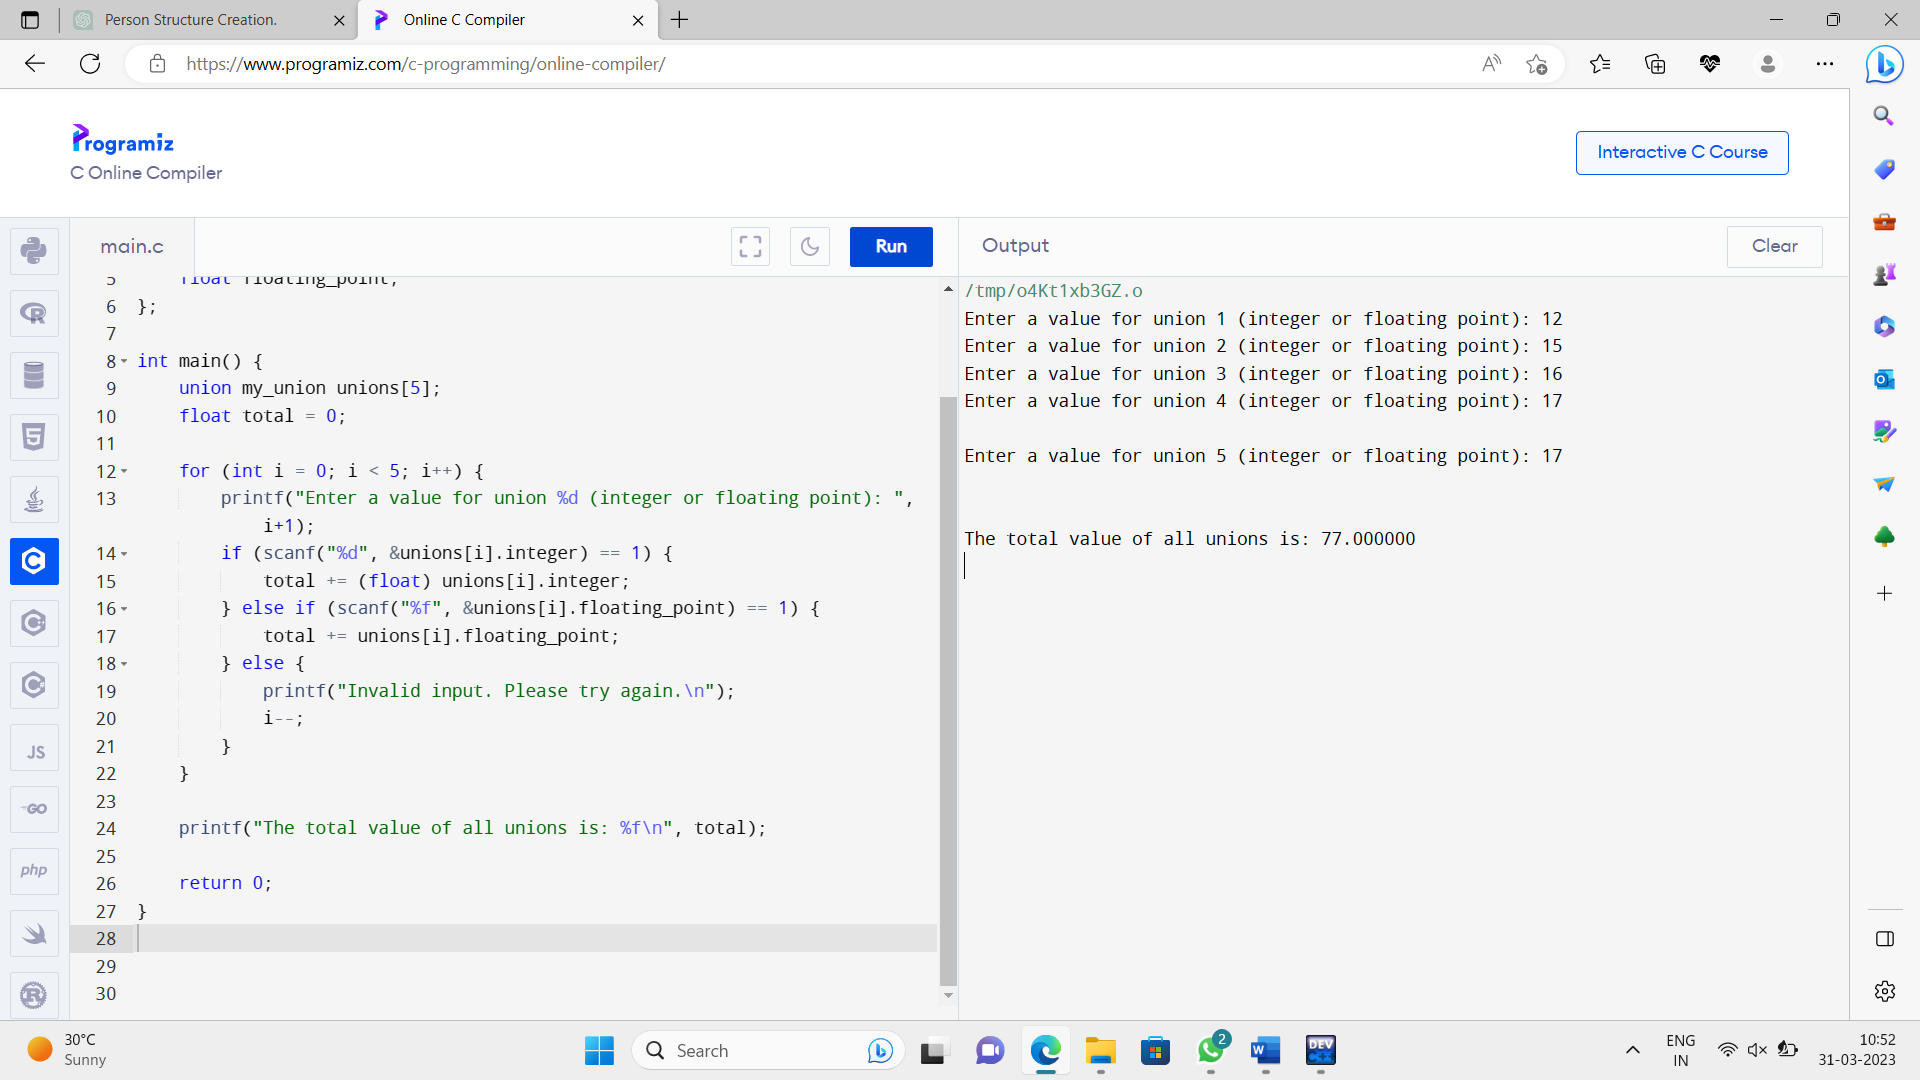 Person Structure Creation.
Online C Compiler
https://www.programiz.com/c-programming/online-compiler/
Programiz
C Online Compiler
Interactive C Course
main.c
Run
Output
Clear
5     float floating_point;
6 };
7
8 int main() {
9     union my_union unions[5];
10     float total = 0;
11
12     for (int i = 0; i < 5; i++) {
13         printf("Enter a value for union %d (integer or floating point): ",
i+1);
14         if (scanf("%d", &unions[i].integer) == 1) {
15             total += (float) unions[i].integer;
16         } else if (scanf("%f", &unions[i].floating_point) == 1) {
17             total += unions[i].floating_point;
18         } else {
19             printf("Invalid input. Please try again.\n");
20             i--;
21         }
22     }
23
24     printf("The total value of all unions is: %f\n", total);
25
26     return 0;
27 }
28
29
30
/tmp/o4Kt1xb3GZ.o
Enter a value for union 1 (integer or floating point): 12
Enter a value for union 2 (integer or floating point): 15
Enter a value for union 3 (integer or floating point): 16
Enter a value for union 4 (integer or floating point): 17
Enter a value for union 5 (integer or floating point): 17
The total value of all unions is: 77.000000
JS
GO
php
30°C
Sunny
Search
2
W
DEV
ENG
IN
10:52
31-03-2023